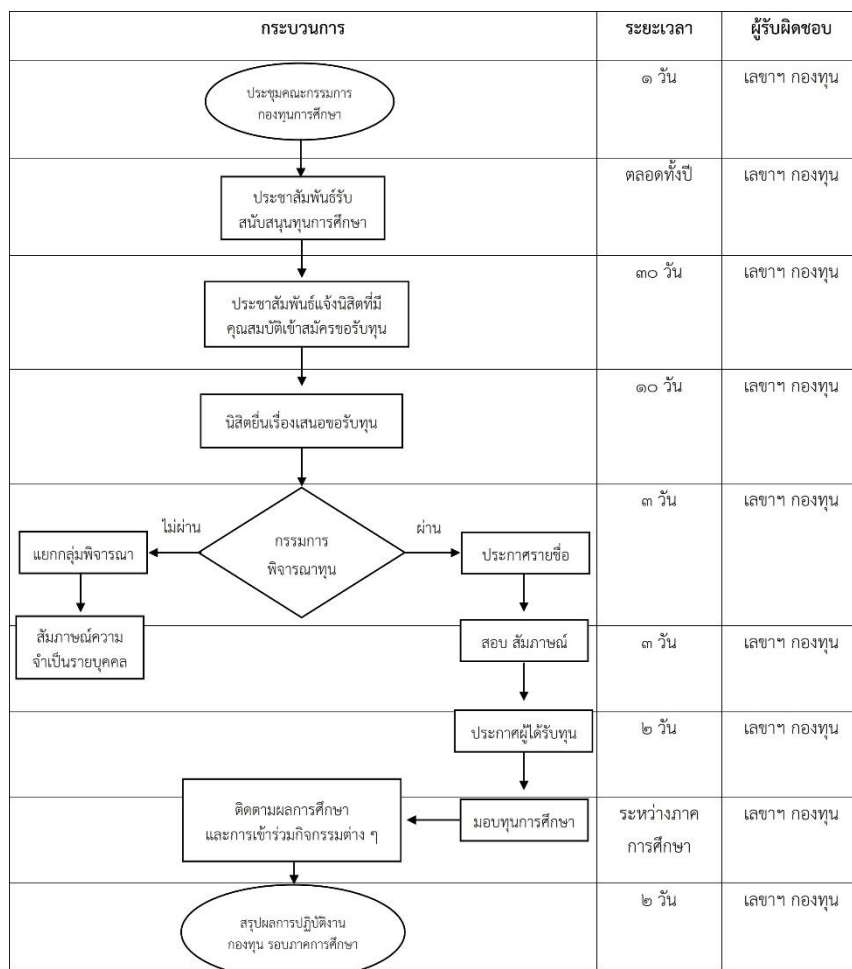 กระบวนการ ระยะเวลา ผู้รับผิดชอบ
ประชุมคณะกรรมการ
กองทุนการศึกษา
๑ วัน
เลขาฯ กองทุน
ประชาสัมพันธ์รับ
สนับสนุนทุนการศึกษา
ตลอดทั้งปี
เลขาฯ กองทุน
ประชาสัมพันธ์แจ้งนิสิตที่มี
คุณสมบัติเข้าสมัครขอรับทุน
๓๐ วัน
เลขาฯ กองทุน
นิสิตยื่นเรื่องเสนอขอรับทุน
๑๐ วัน
เลขาฯ กองทุน
กรรมการ
พิจารณาทุน
ไม่ผ่าน
ผ่าน
แยกกลุ่มพิจารณา
ประกาศรายชื่อ
๓ วัน
เลขาฯ กองทุน
สัมภาษณ์ความ
จำเป็นรายบุคคล
สอบ สัมภาษณ์
๓ วัน
เลขาฯ กองทุน
ประกาศผู้ได้รับทุน
๒ วัน
เลขาฯ กองทุน
มอบทุนการศึกษา
ติดตามผลการศึกษา
และการเข้าร่วมกิจกรรมต่าง ๆ
ระหว่างภาค
การศึกษา
เลขาฯ กองทุน
สรุปผลการปฏิบัติงาน
กองทุน รอบภาคการศึกษา
๒ วัน
เลขาฯ กองทุน